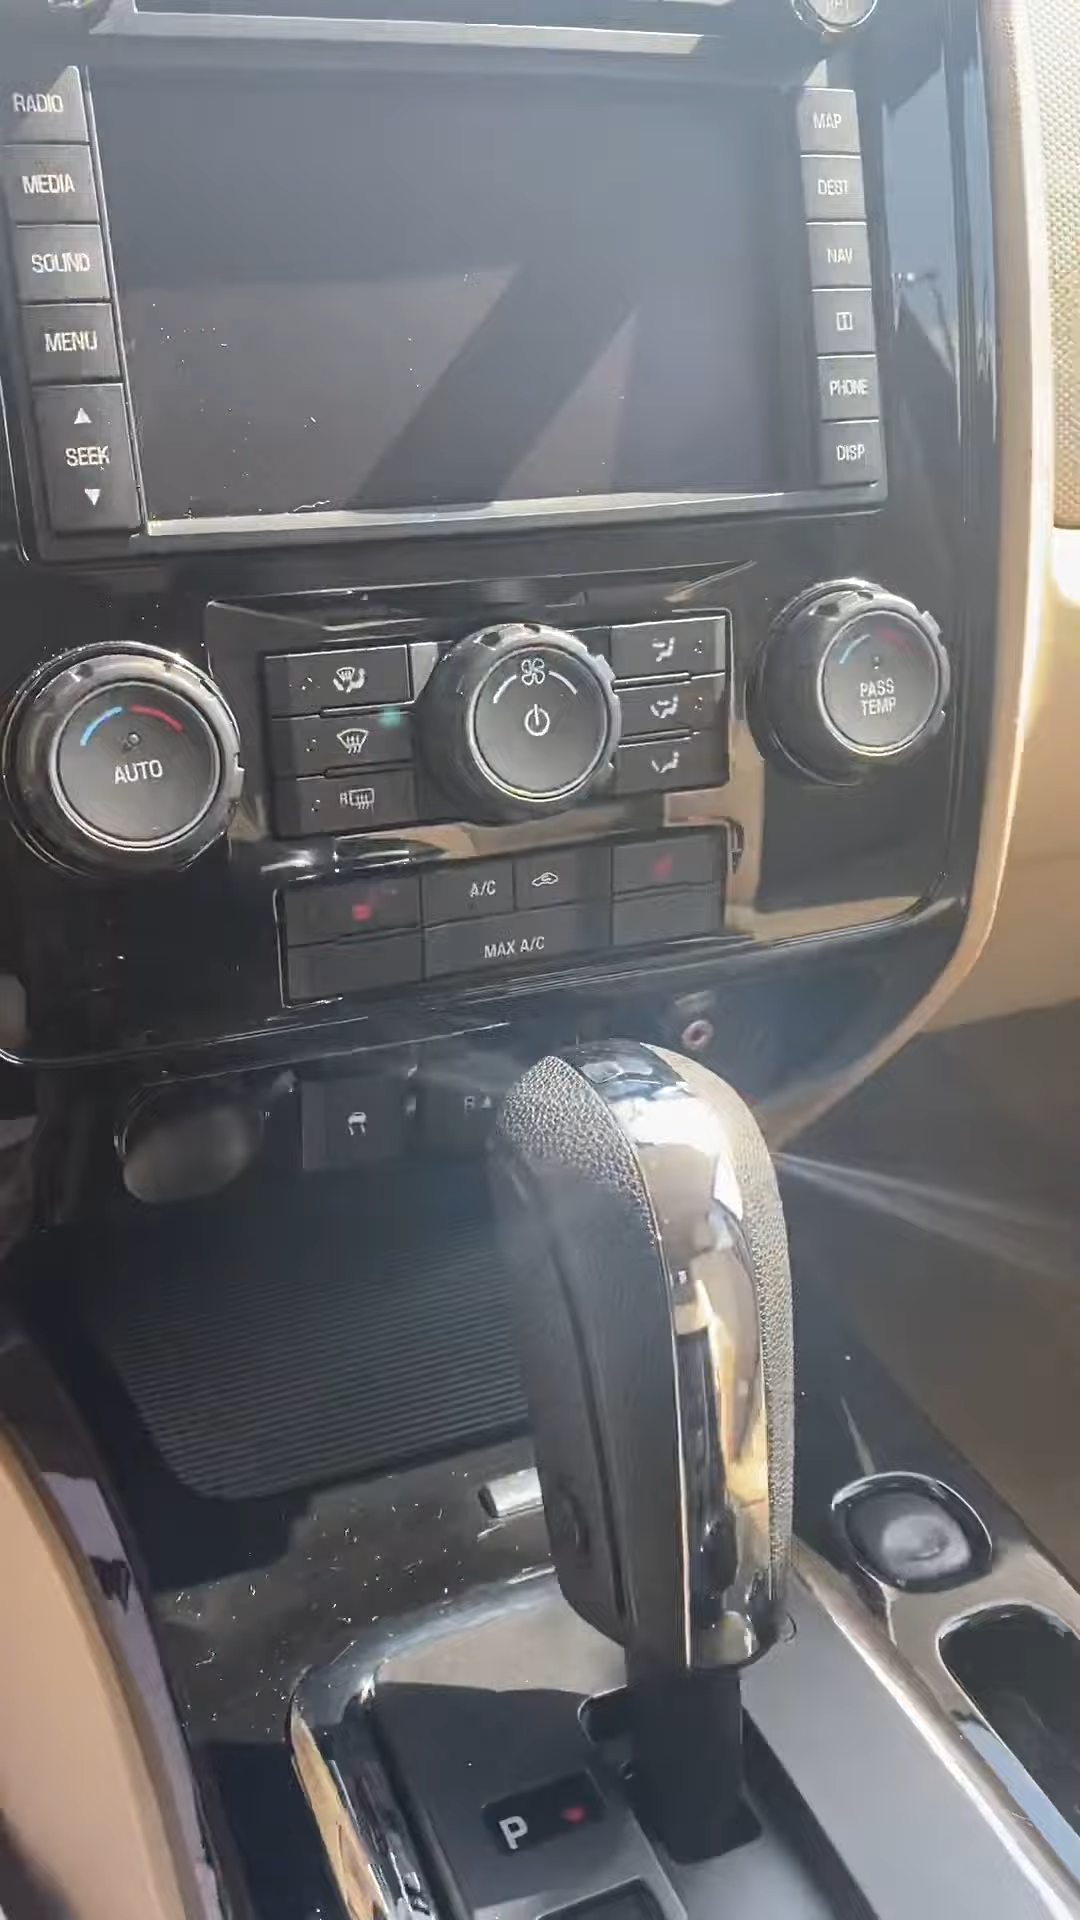 RADIO
MEDIA
SOUND
MENU
SEEK
MAP
DEST
NAV
PHONE
DISP
AUTO
R
PASS
TEMP
A/C
MAX A/C
P